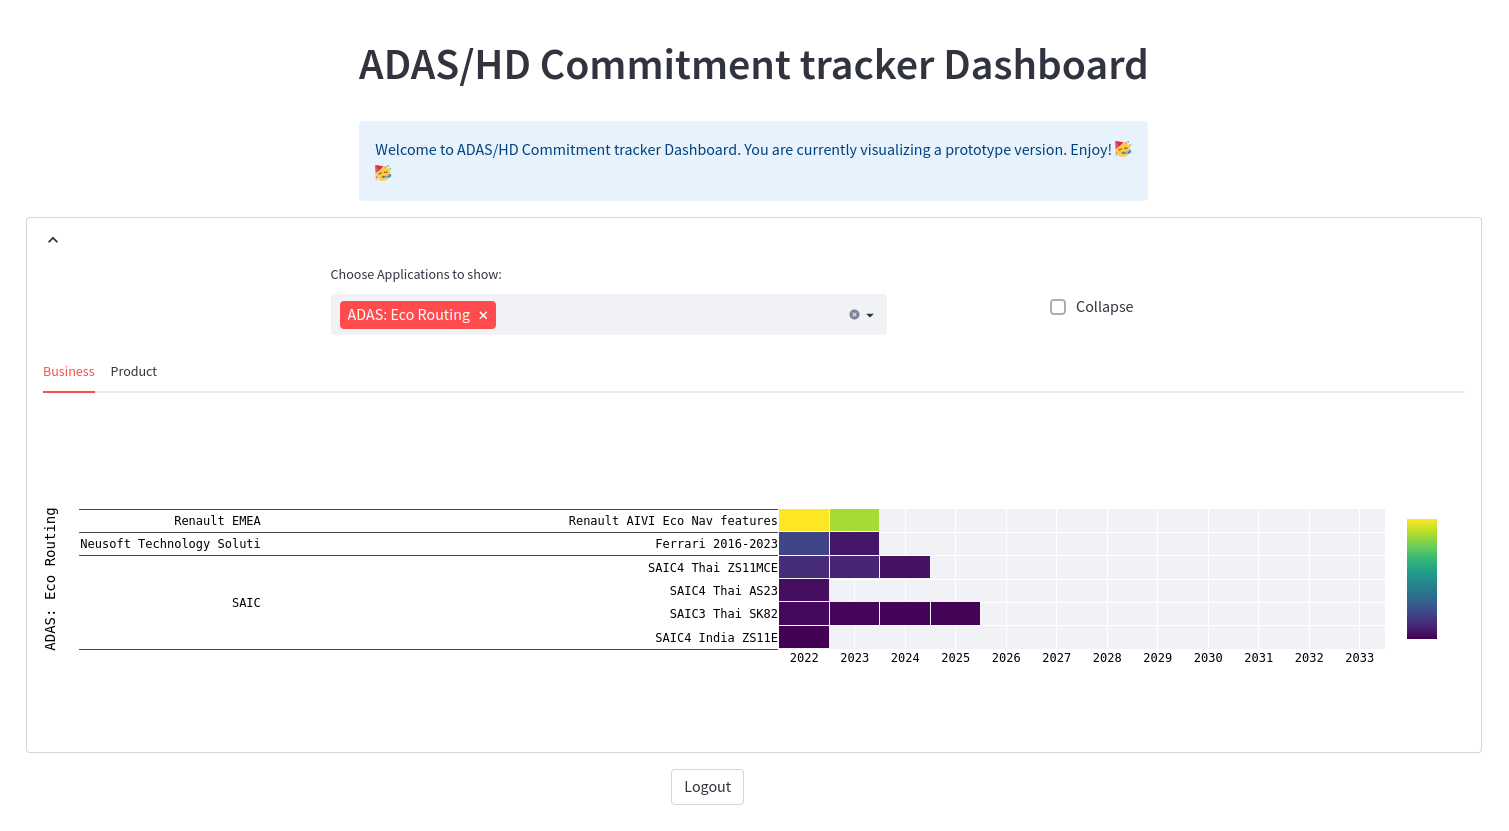 ADAS/HD Commitment tracker Dashboard
Welcome to ADAS/HD Commitment tracker Dashboard. You are currently visualizing a prototype version. Enjoy! 🥳
🥳
Choose Applications to show:
ADAS: Eco Routing
Collapse
Business Product
ADAS: Eco Routing
Renault EMEA Renault AIVI Eco Nav features
Neusoft Technology Soluti Ferrari 2016-2023
SAIC4 Thai ZS11MCE
SAIC4 Thai AS23
SAIC
SAIC3 Thai SK82
SAIC4 India ZS11E
2022 2023 2024 2025 2026 2027 2028 2029 2030 2031 2032 2033
Logout